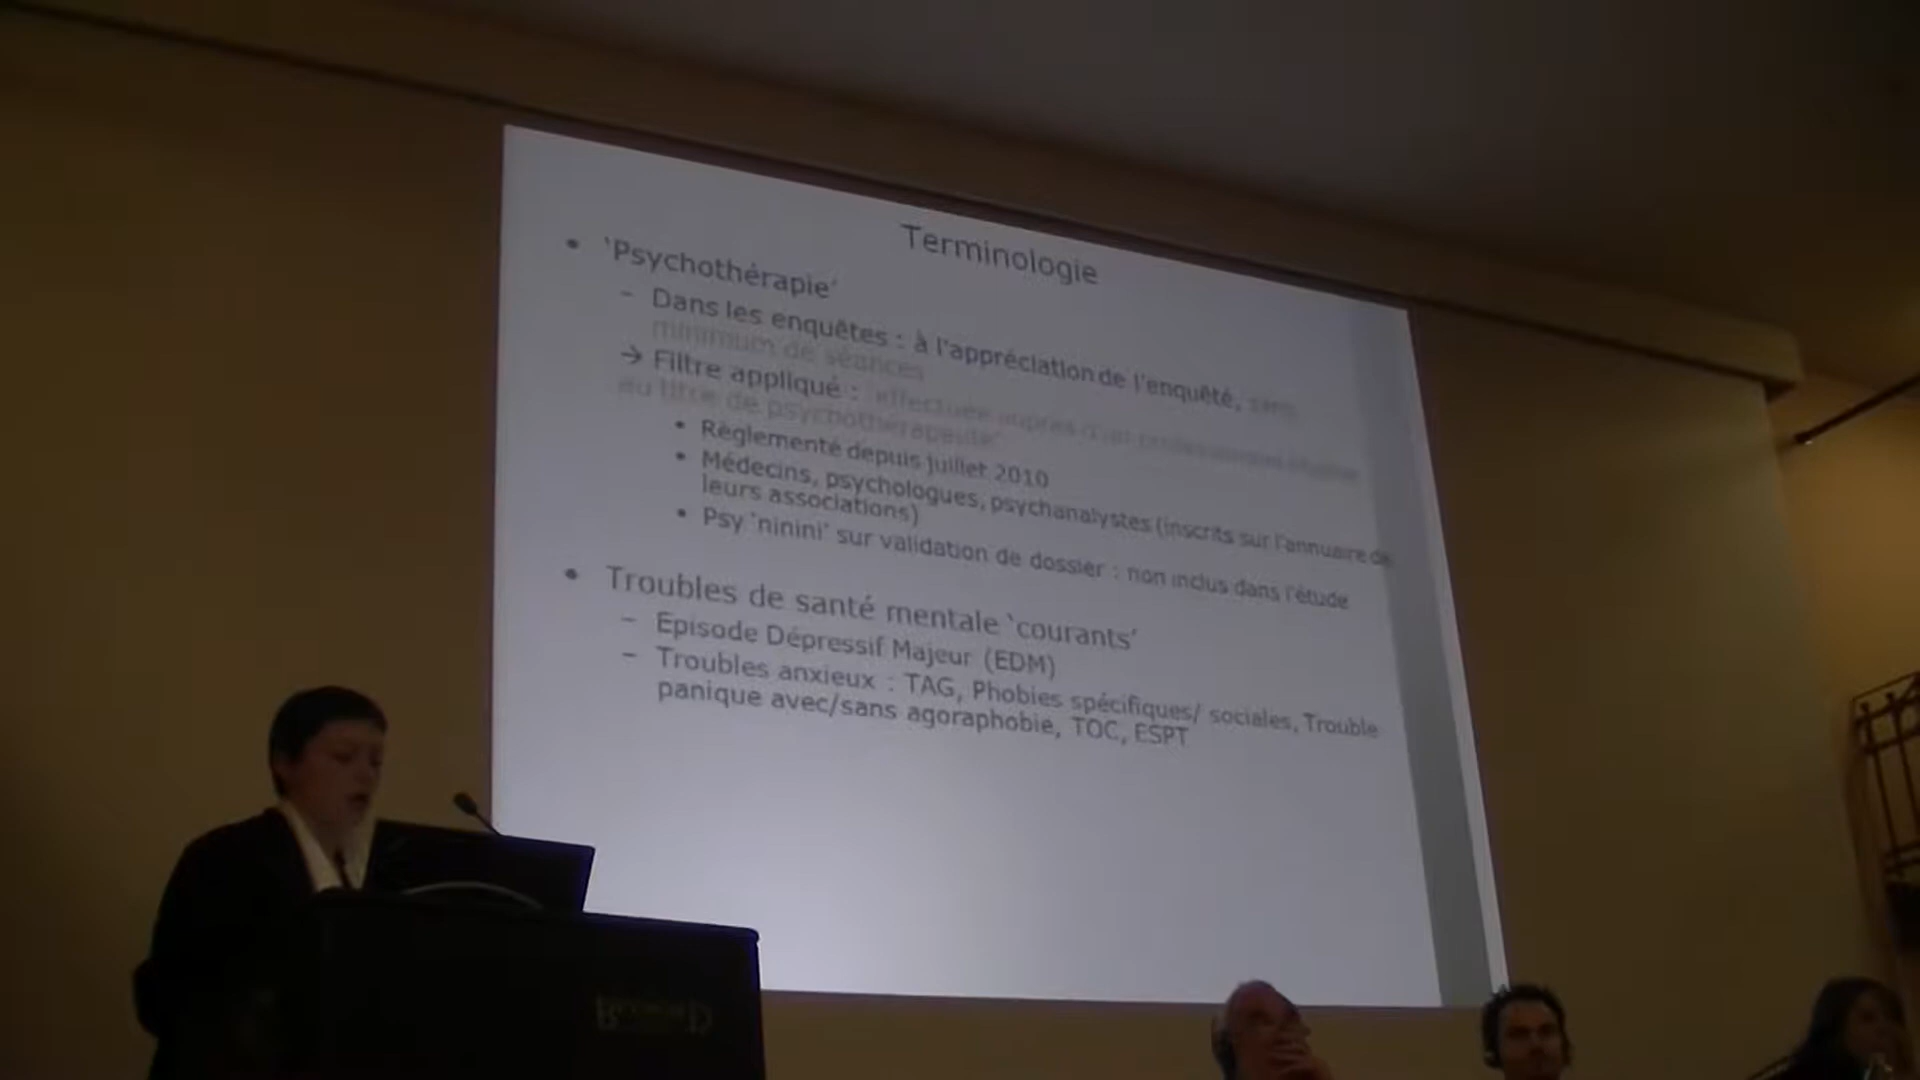 Terminologie
• ‘Psychothérapie’
– Dans les enquêtes : à l'appréciation de l'enquêté, sans
minimum de séances
→ Filtre appliqué : 'effectuée auprès d'un professionnel
au titre de psychothérapeute'
• Règlementé depuis juillet 2010
• Médecins, psychologues, psychanalystes (inscrits sur l'annuaire de
leurs associations)
• Psy 'ninini' sur validation de dossier : non inclus dans l'étude
• Troubles de santé mentale ‘courants’
– Episode Dépressif Majeur (EDM)
– Troubles anxieux : TAG, Phobies spécifiques/ sociales, Trouble
panique avec/sans agoraphobie, TOC, ESPT